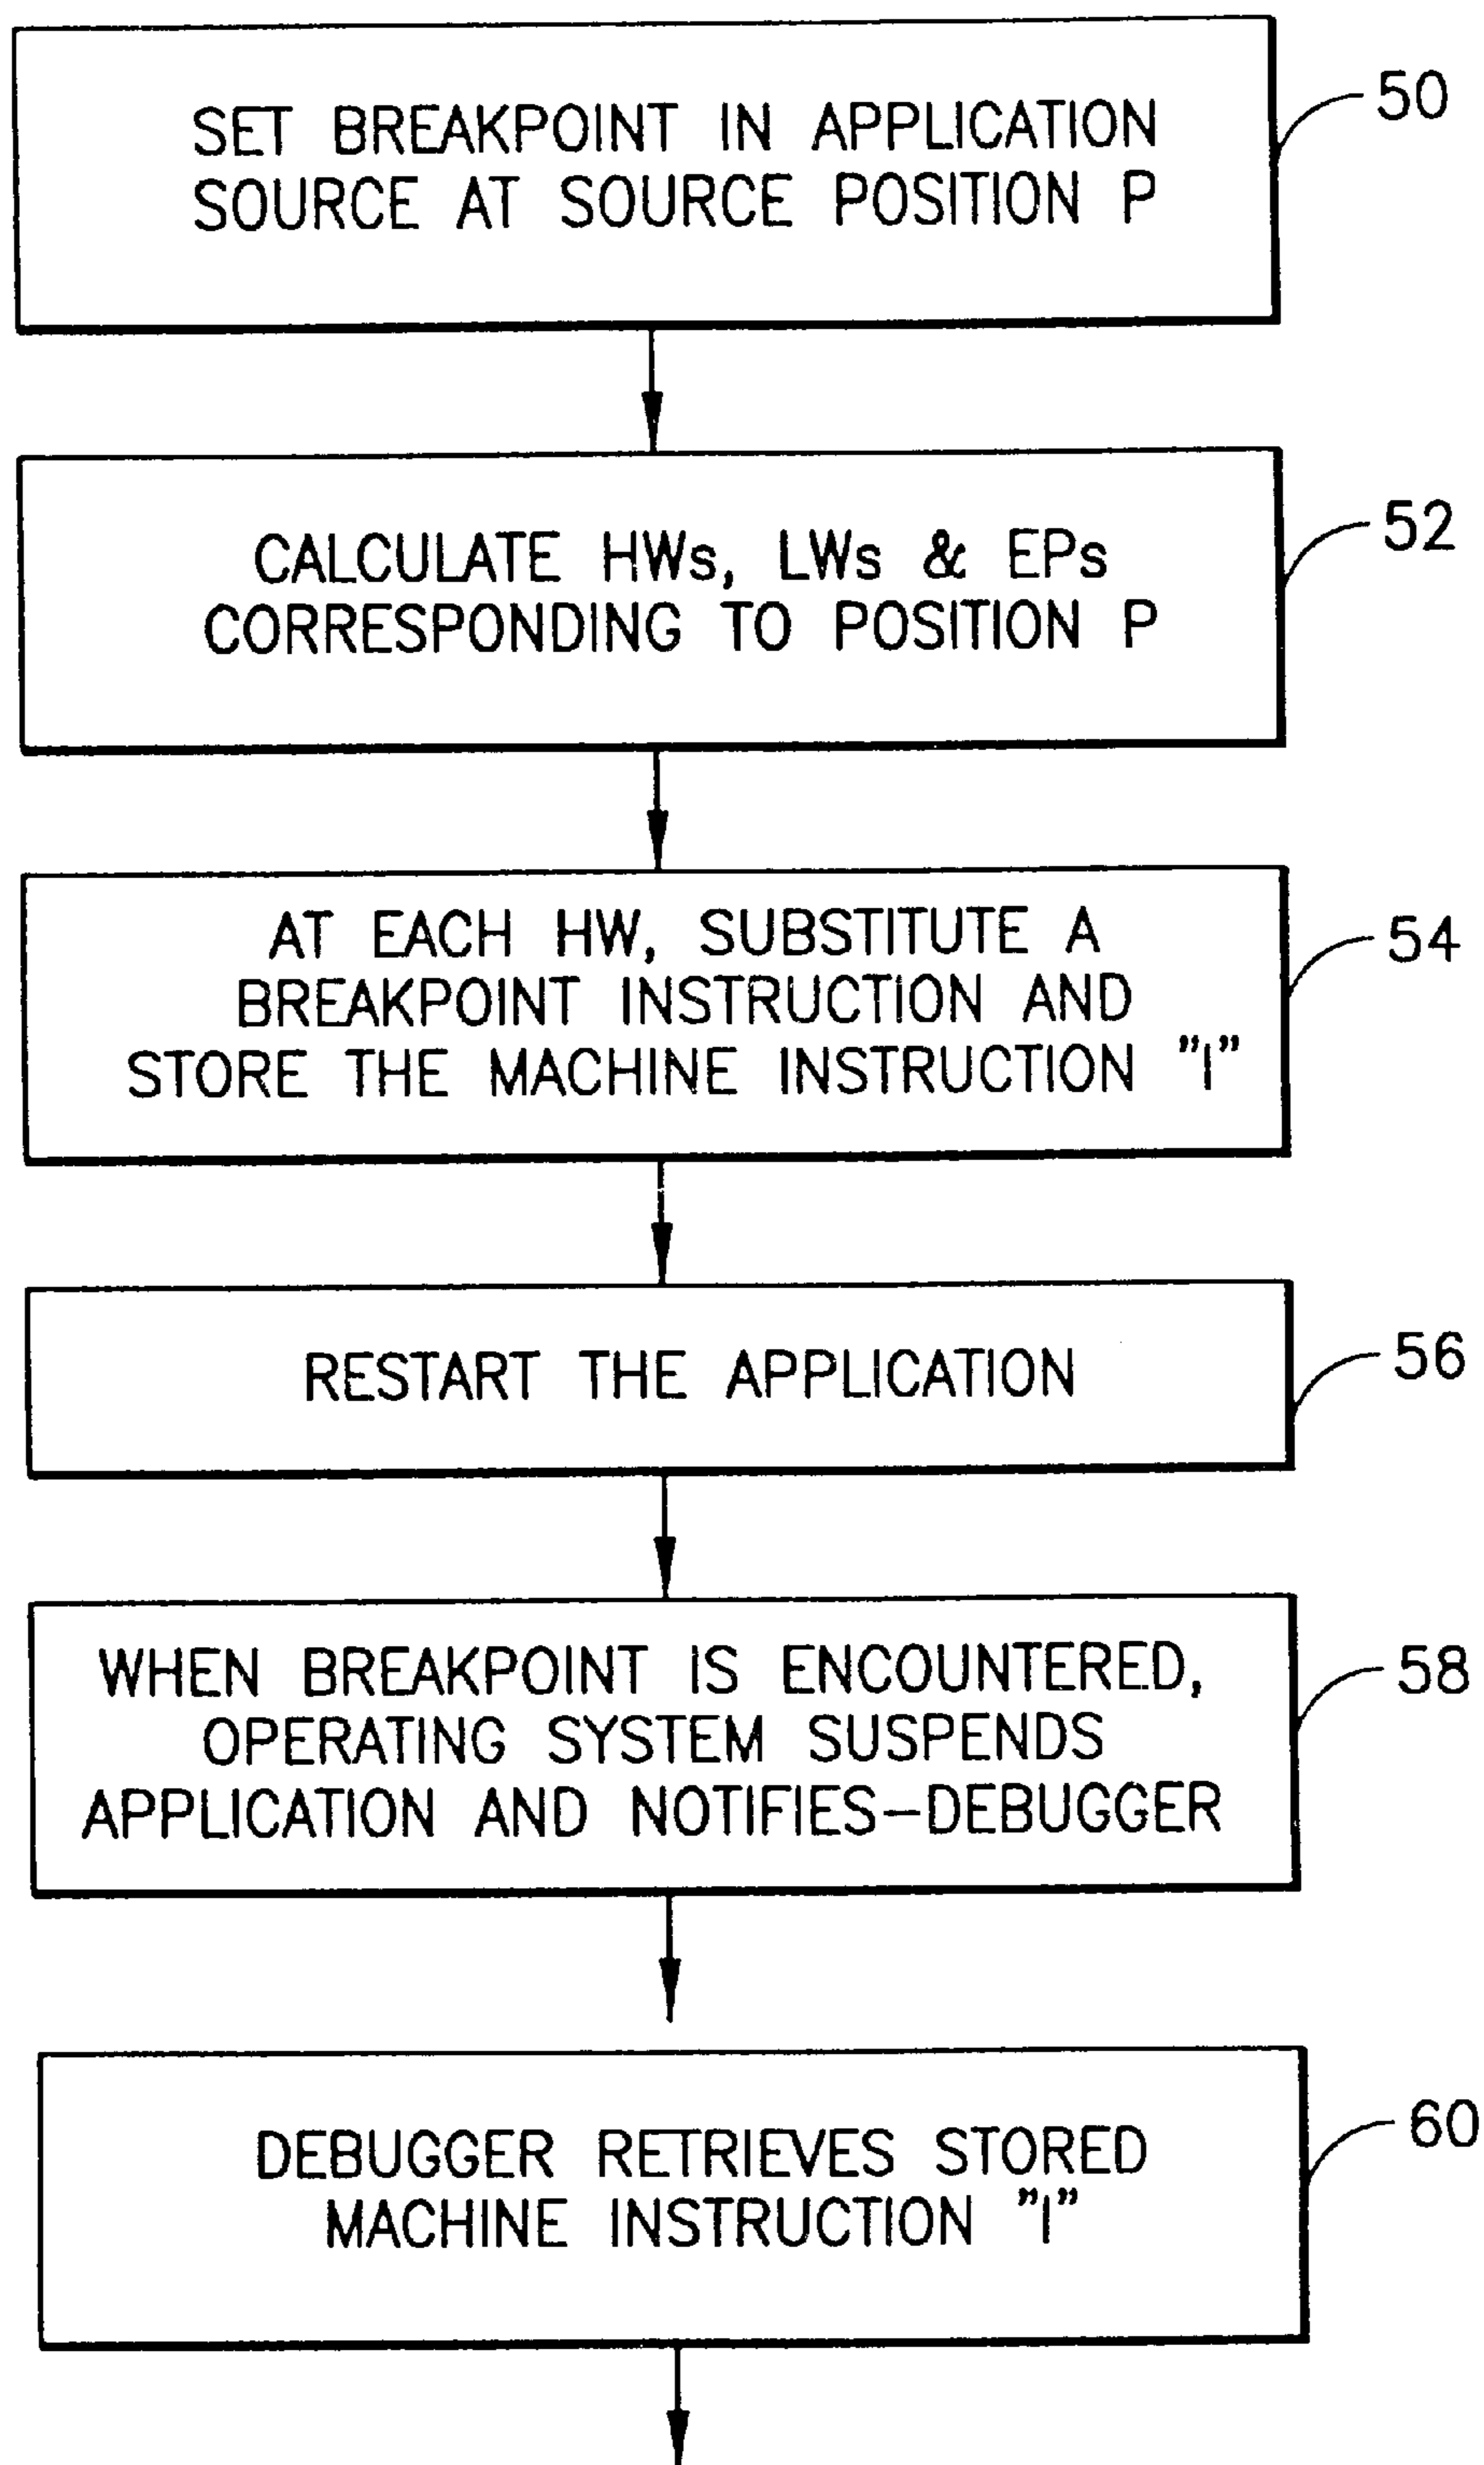 SET BREAKPOINT IN APPLICATION
SOURCE AT SOURCE POSITION P
50
CALCULATE HWs, LWs & EPs
CORRESPONDING TO POSITION P
52
AT EACH HW, SUBSTITUTE A
BREAKPOINT INSTRUCTION AND
STORE THE MACHINE INSTRUCTION "I"
54
RESTART THE APPLICATION
56
WHEN BREAKPOINT IS ENCOUNTERED,
OPERATING SYSTEM SUSPENDS
APPLICATION AND NOTIFIES–DEBUGGER
58
DEBUGGER RETRIEVES STORED
MACHINE INSTRUCTION "I"
60